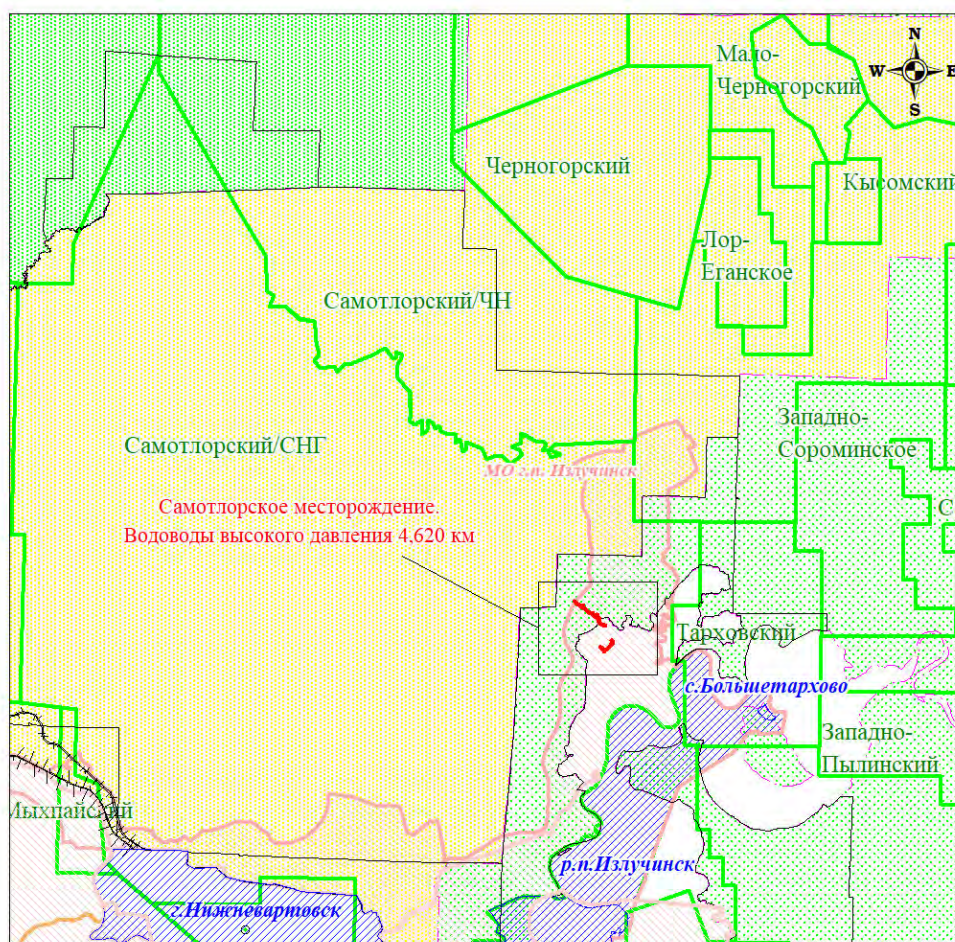 N
Мало-
Черногорский
W
E
S
Черногорский
Кысомский
Лор-
Еганское
Самотлорский/ЧН
Западно-
Сороминское
Самотлорский/СНГ
МО г.п. Излучинск
Самотлорское месторождение.
Водоводы высокого давления 4,620 км
С
Тарховский
с.Большетархово
Западно-
Пылинский
Мыхпайский
р.п.Излучинск
г.Нижневартовск